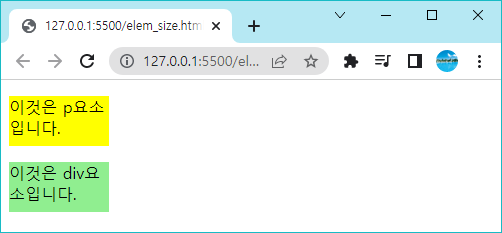 127.0.0.1:5500/elem_size.htm
127.0.0.1:5500/el...
이것은 p요소
입니다.
이것은 div요
소입니다.